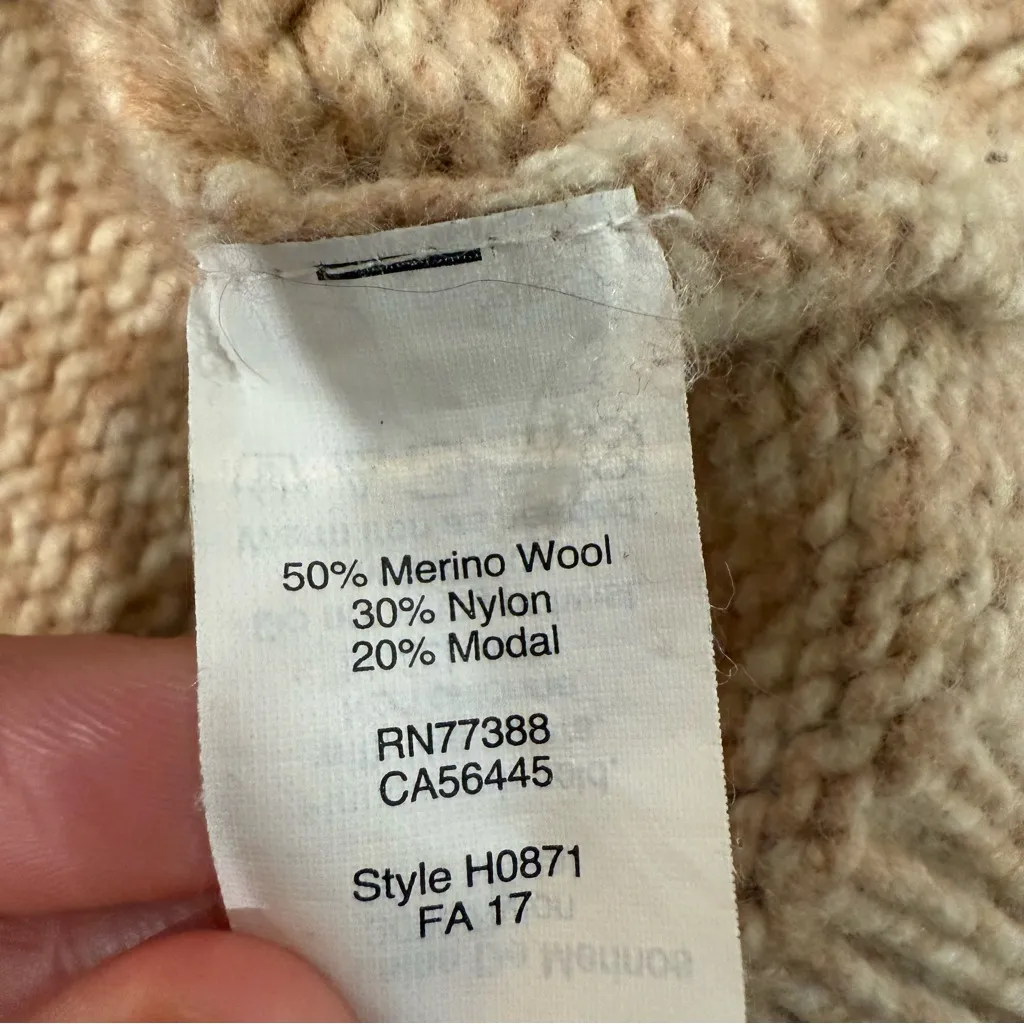 50% Merino Wool
30% Nylon
20% Modal
RN77388
CA56445
Style H0871
FA 17